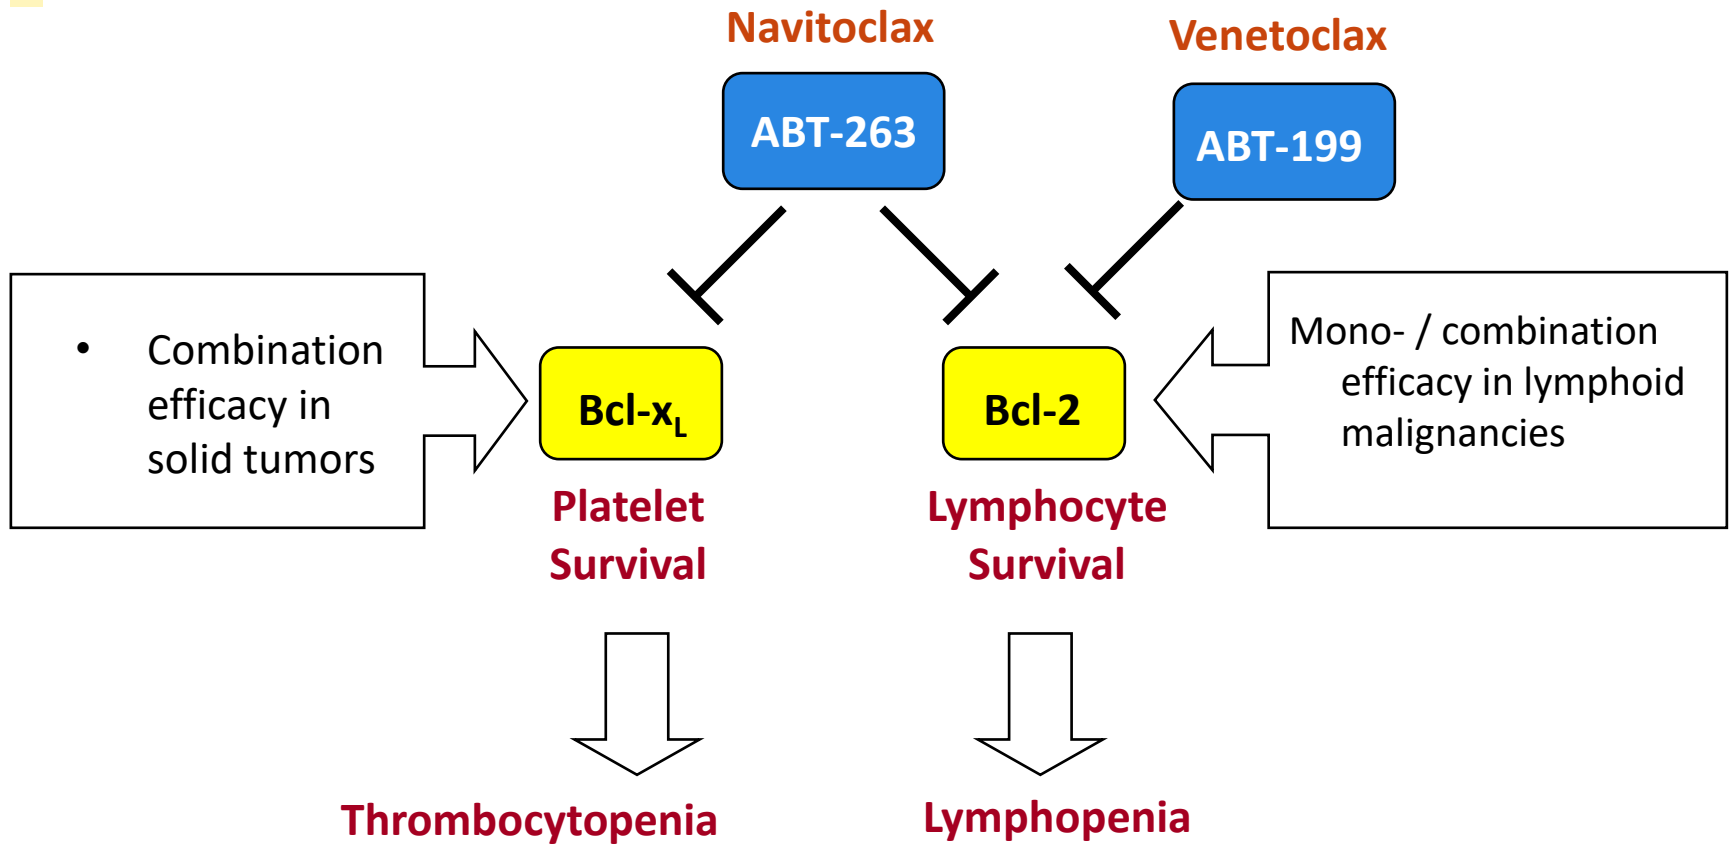 Navitoclax
Venetoclax
ABT-263
ABT-199
• Combination
efficacy in
solid tumors
Bcl-xL
Bcl-2
Mono- / combination
efficacy in lymphoid
malignancies
Platelet
Survival
Lymphocyte
Survival
Thrombocytopenia
Lymphopenia